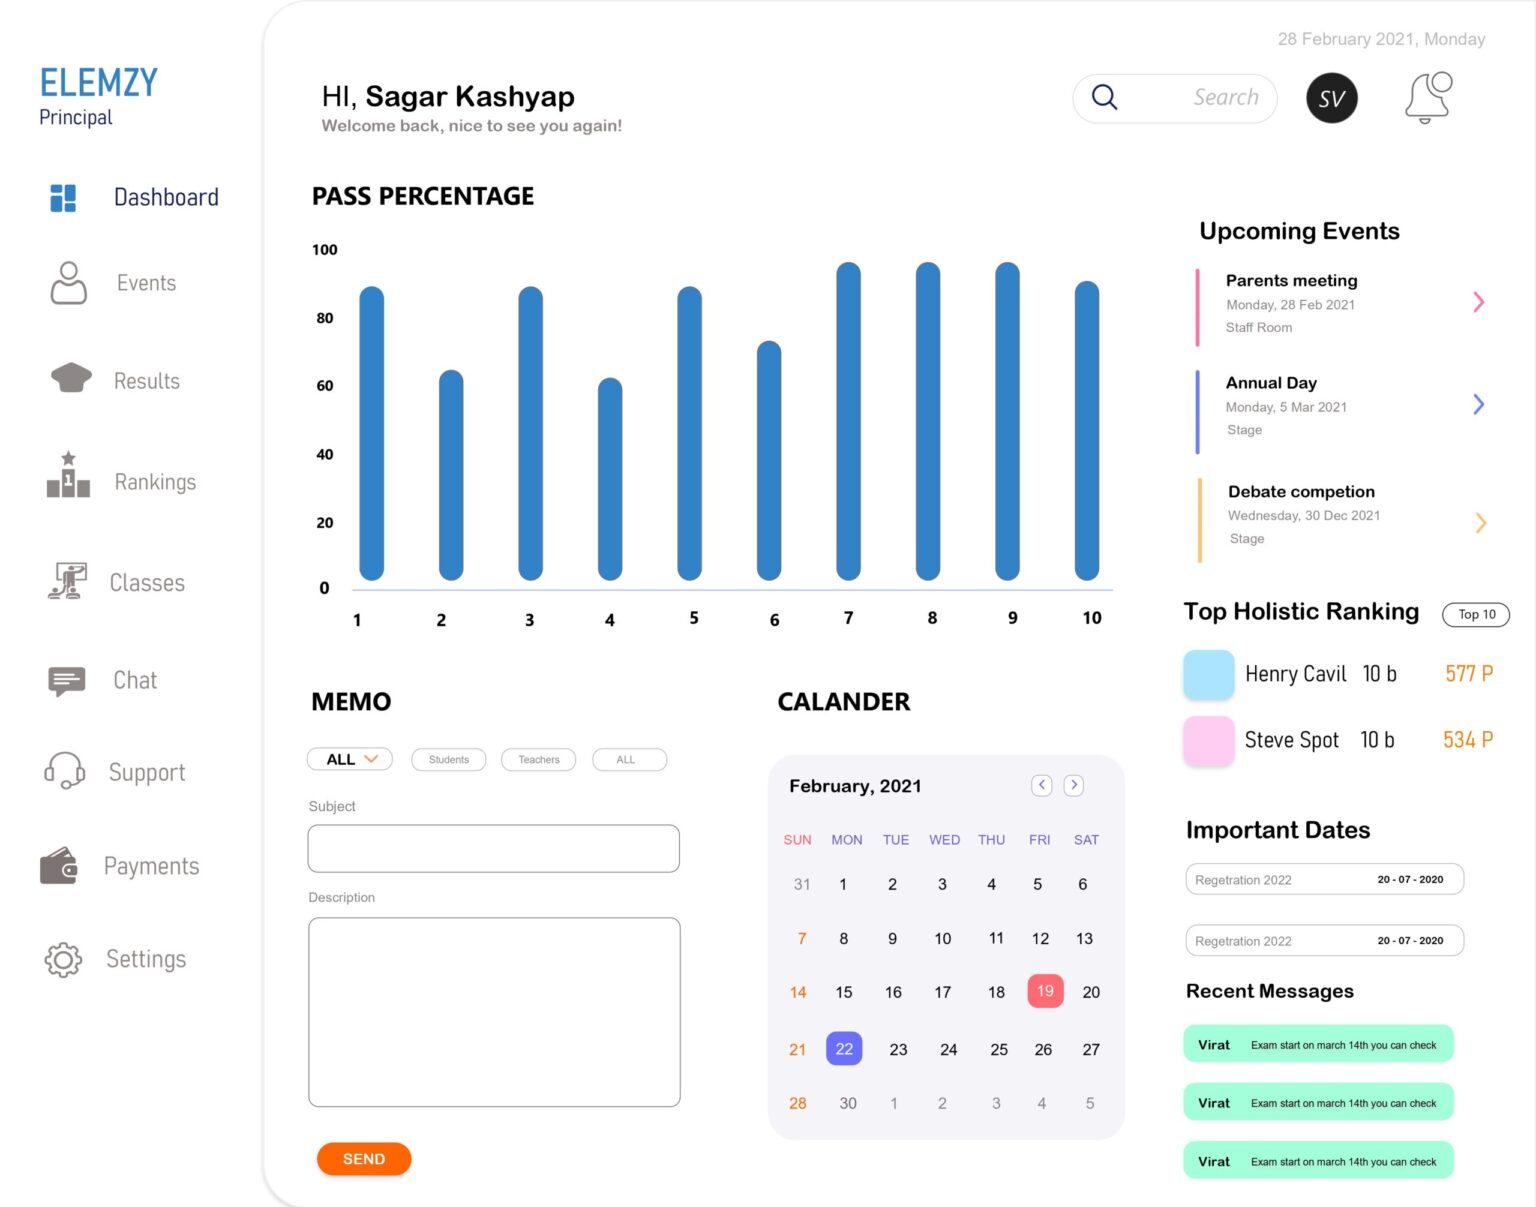 ELEMZY
Principal
Dashboard
Events
Results
Rankings
1
Classes
Chat
Support
Payments
Settings
28 February 2021, Monday
HI, Sagar Kashyap
Welcome back, nice to see you again!
Search
SV
PASS PERCENTAGE
100
80
60
40
20
0
1 2 3 4 5 6 7 8 9 10
MEMO
ALL Students Teachers ALL
Subject
Description
SEND
CALANDER
February, 2021
SUN MON TUE WED THU FRI SAT
31 1 2 3 4 5 6
7 8 9 10 11 12 13
14 15 16 17 18 19 20
21 22 23 24 25 26 27
28 30 1 2 3 4 5
Upcoming Events
Parents meeting
Monday, 28 Feb 2021
Staff Room
Annual Day
Monday, 5 Mar 2021
Stage
Debate competion
Wednesday, 30 Dec 2021
Stage
Top Holistic Ranking Top 10
Henry Cavil 10 b 577 P
Steve Spot 10 b 534 P
Important Dates
Regetration 2022 20 - 07 - 2020
Regetration 2022 20 - 07 - 2020
Recent Messages
Virat Exam start on march 14th you can check
Virat Exam start on march 14th you can check
Virat Exam start on march 14th you can check